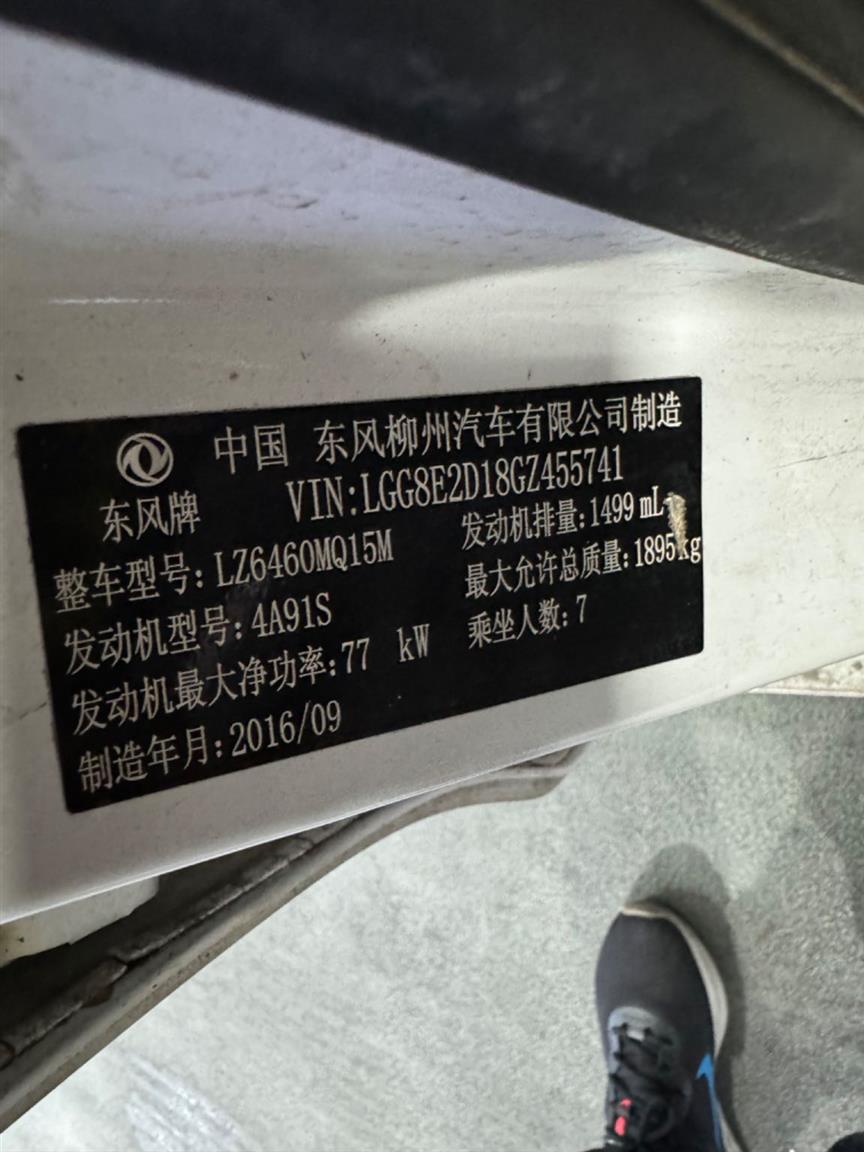 中国 东风柳州汽车有限公司制造
东风牌 VIN:LGG8E2D18GZ455741
整车型号:LZ6460MQ15M 发动机排量:1499 mL
发动机型号:4A91S 最大允许总质量:1895kg
发动机最大净功率:77 kW 乘坐人数:7
制造年月:2016/09